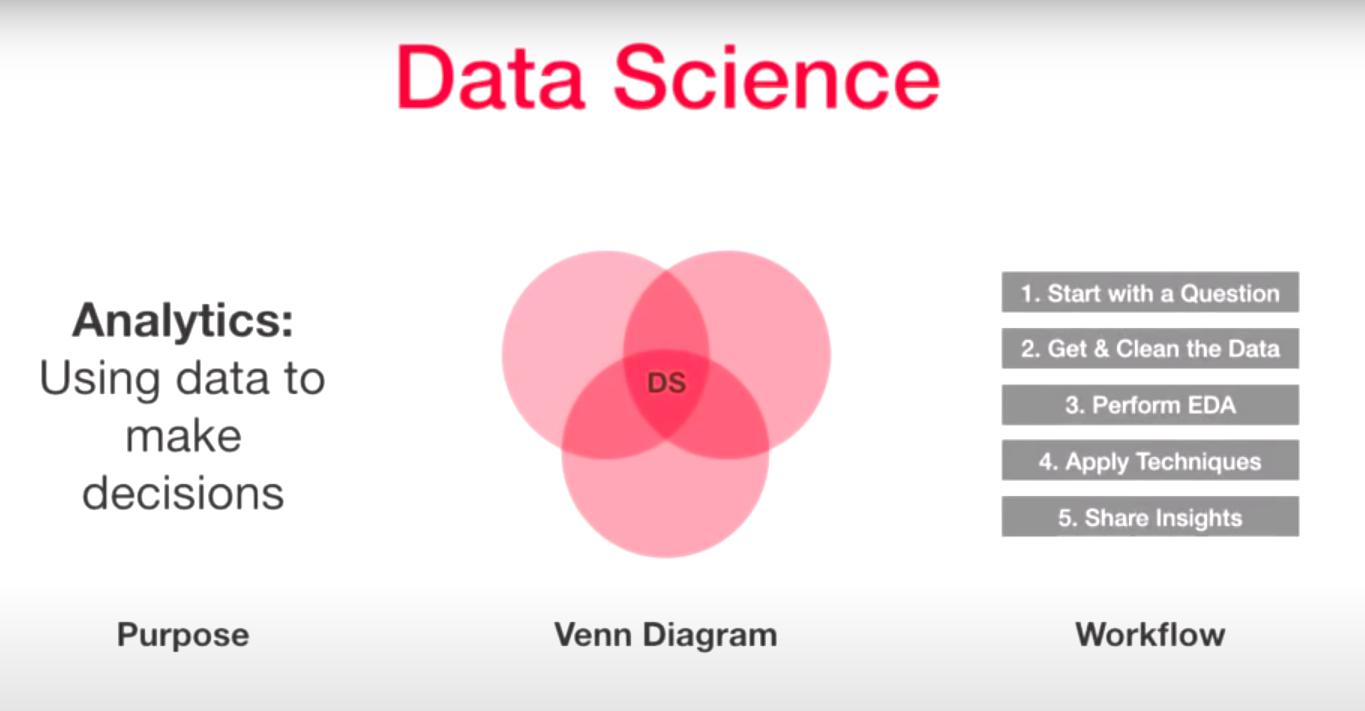 Data Science
Analytics:
Using data to
make
decisions
Purpose
DS
Venn Diagram
1. Start with a Question
2. Get & Clean the Data
3. Perform EDA
4. Apply Techniques
5. Share Insights
Workflow